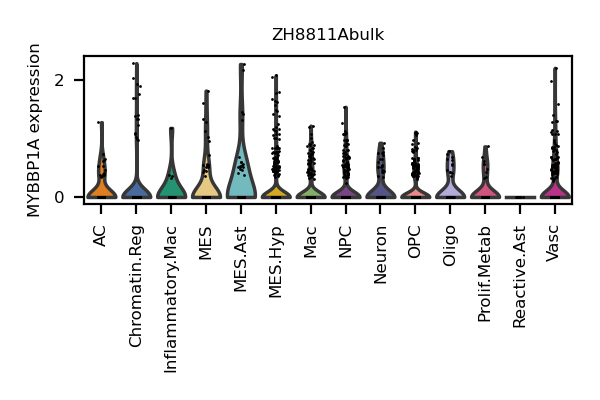 ZH8811Abulk
MYBBP1A expression
2
0
AC
Chromatin.Reg
Inflammatory.Mac
MES
MES.Ast
MES.Hyp
Mac
NPC
Neuron
OPC
Oligo
Prolif.Metab
Reactive.Ast
Vasc